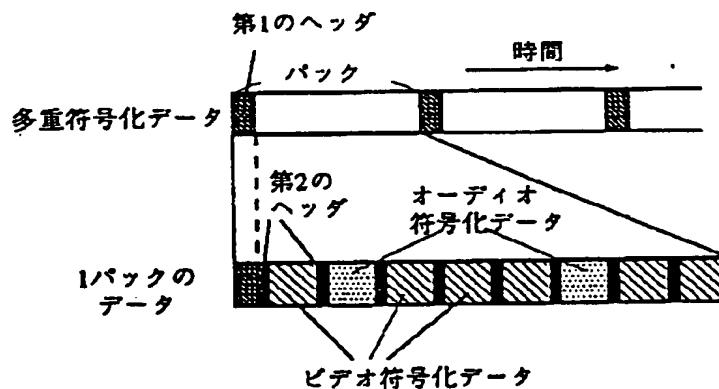 第1のヘッダ
パック
時間
多重符号化データ
第2の
ヘッダ
オーディオ
符号化データ
1パックの
データ
ビデオ符号化データ